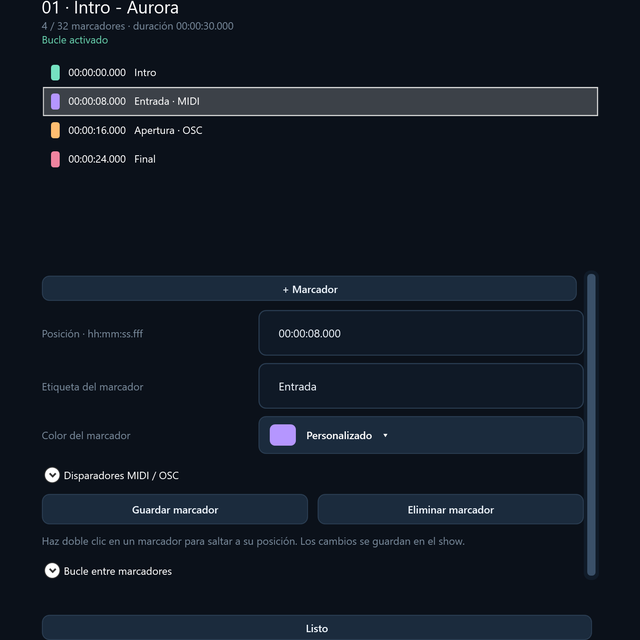 01 · Intro - Aurora
4 / 32 marcadores · duración 00:00:30.000
Bucle activado
00:00:00.000 Intro
00:00:08.000 Entrada · MIDI
00:00:16.000 Apertura · OSC
00:00:24.000 Final
+ Marcador
Posición · hh:mm:ss.fff 00:00:08.000
Etiqueta del marcador Entrada
Color del marcador Personalizado
Disparadores MIDI / OSC
Guardar marcador Eliminar marcador
Haz doble clic en un marcador para saltar a su posición. Los cambios se guardan en el show.
Bucle entre marcadores
Listo